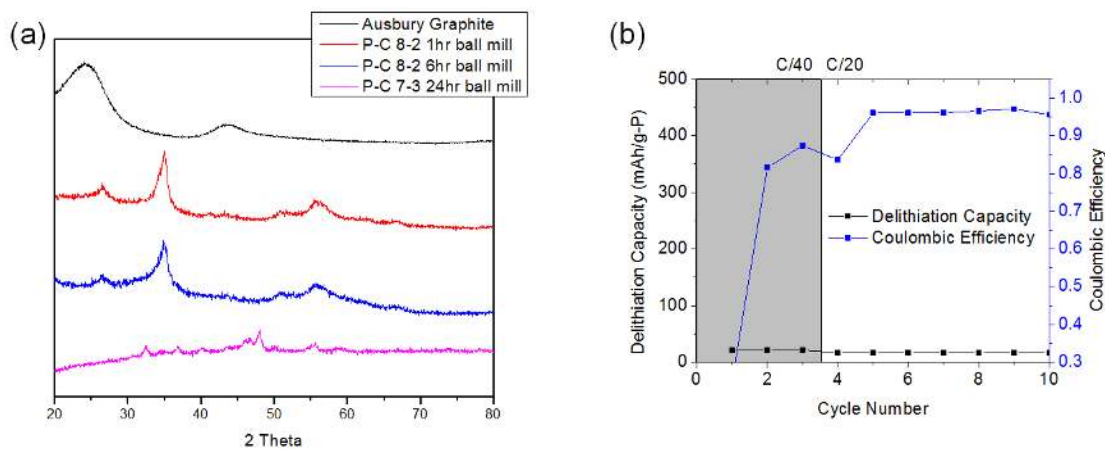 (a)
Ausbury Graphite
P-C 8-2 1hr ball mill
P-C 8-2 6hr ball mill
P-C 7-3 24hr ball mill
20 30 40 50 60 70 80
2 Theta
(b)
C/40 C/20
500
400
300
200
100
0
Delithiation Capacity (mAh/g-P)
Delithiation Capacity
Coulombic Efficiency
1.0
0.9
0.8
0.7
0.6
0.5
0.4
0.3
Coulombic Efficiency
0 2 4 6 8 10
Cycle Number